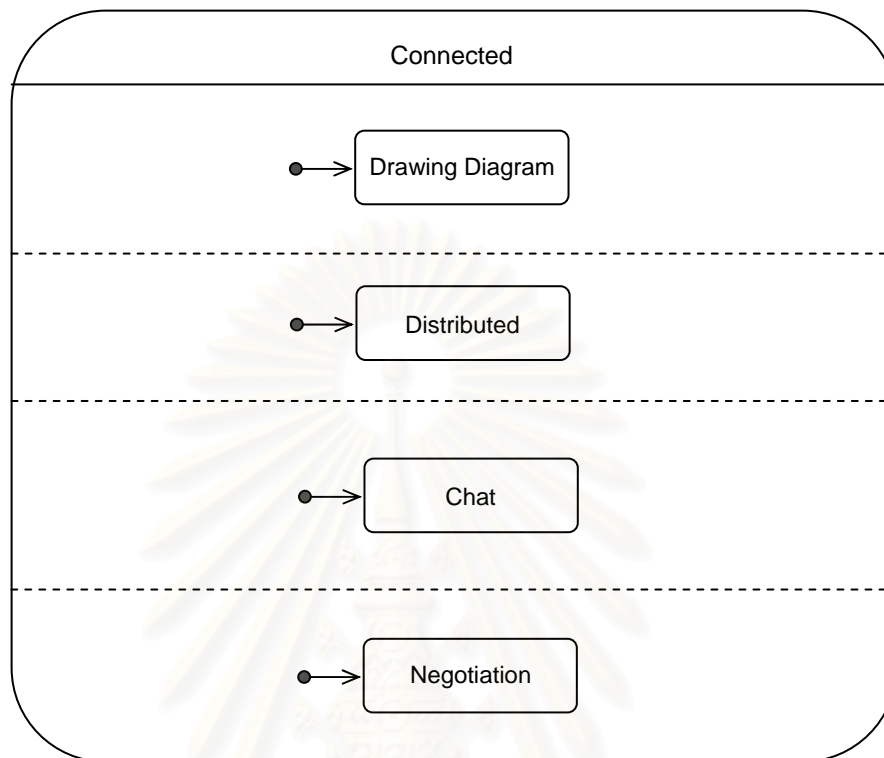 Connected
Drawing Diagram
Distributed
Chat
Negotiation